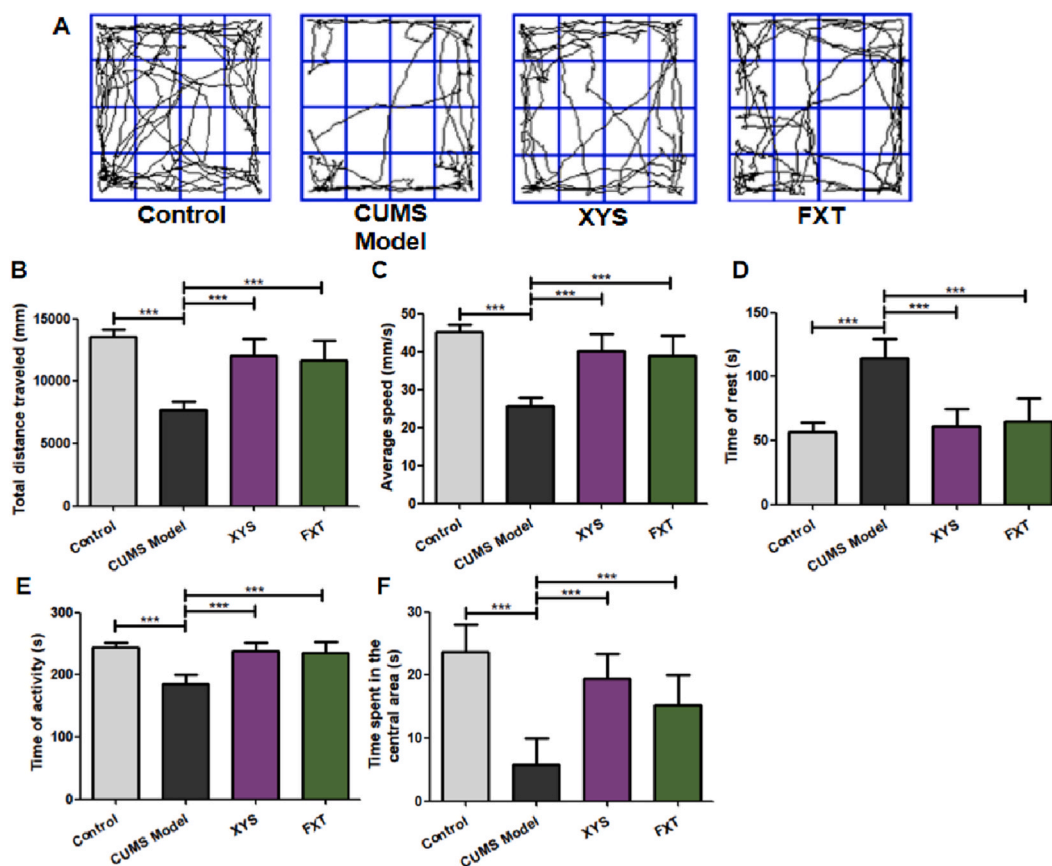 A
Control
CUMS
Model
XYS
FXT
B
Total distance traveled (mm)
15000
10000
5000
0
***
***
***
Control
CUMS Model
XYS
FXT
C
Average speed (mm/s)
50
40
30
20
10
0
***
***
***
Control
CUMS Model
XYS
FXT
D
Time of rest (s)
150
100
50
0
***
***
***
Control
CUMS Model
XYS
FXT
E
Time of activity (s)
300
200
100
0
***
***
***
Control
CUMS Model
XYS
FXT
F
Time spent in the
central area (s)
30
20
10
0
***
***
***
Control
CUMS Model
XYS
FXT